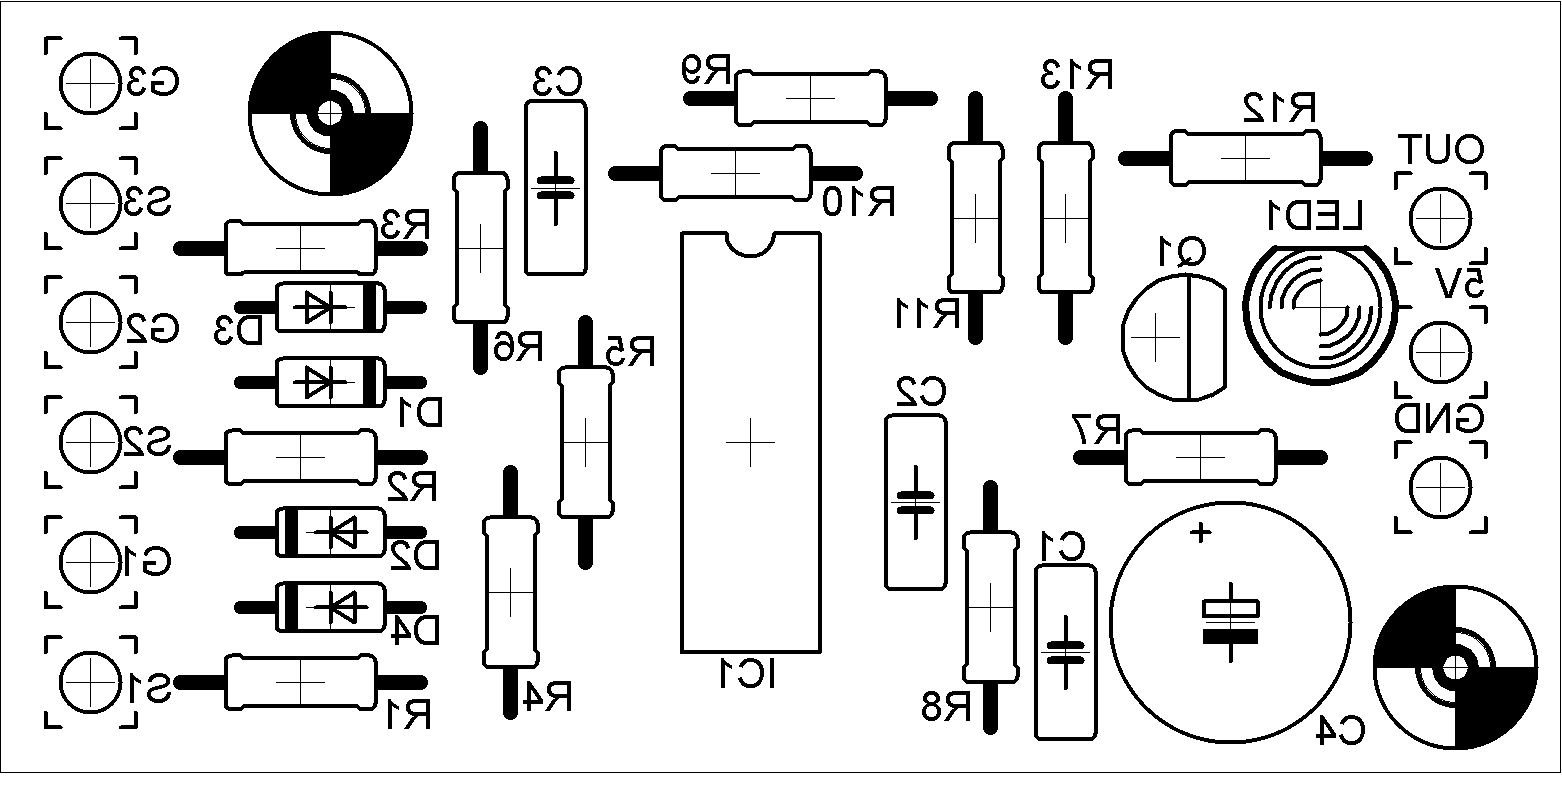 G3
C3
R9
R13
R12
OUT
S3
R3
R10
LED1
G2
D3
R6
R5
R11
Q1
5V
D1
C2
GND
S2
R2
R7
G1
D2
C1
D4
S1
R1
R4
IC1
R8
+
C4